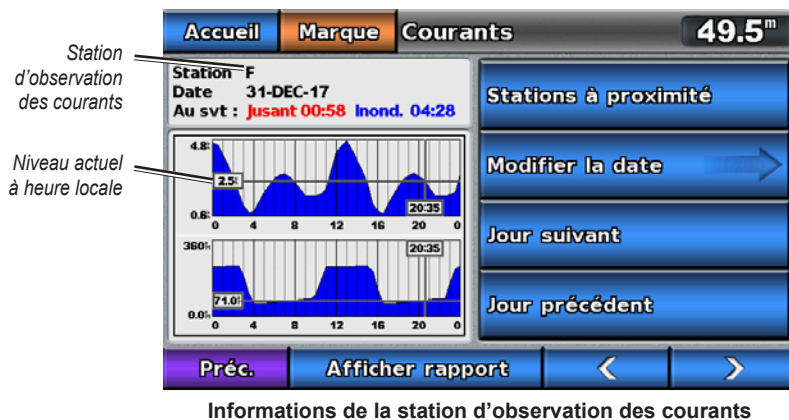 Accueil Marque Courants 49.5m
Station d'observation des courants
Station F
Date 31-DEC-17
Au svt : Jusant 00:58 Inond. 04:28
Niveau actuel à heure locale
4.8
2.5
0.6
20:35
0 4 8 12 16 20 0
360
20:35
71.0
0.0
0 4 8 12 16 20 0
Stations à proximité
Modifier la date
Jour suivant
Jour précédent
Préc. Afficher rapport
Informations de la station d'observation des courants